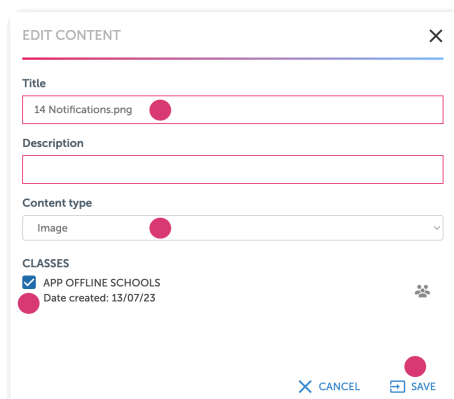 EDIT CONTENT
Title
14 Notifications.png
Description
Content type
Image
CLASSES
APP OFFLINE SCHOOLS
Date created: 13/07/23
CANCEL
SAVE